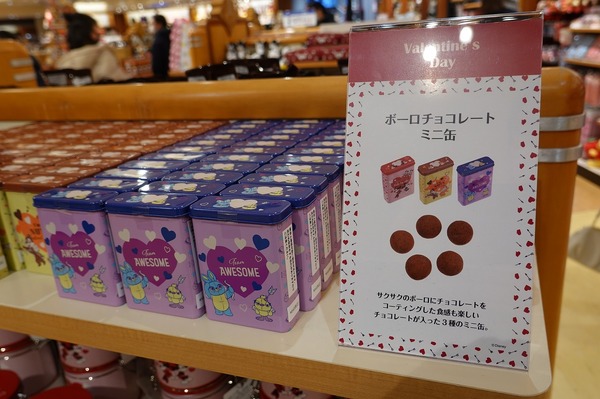 Valentine's
Day
ボーロチョコレート
ミニ缶
サクサクのボーロにチョコレートを
コーティングした食感も楽しい
チョコレートが入った3種のミニ缶。
©Disney
Team
AWESOME
Team
AWESOME
Team
AWESOME